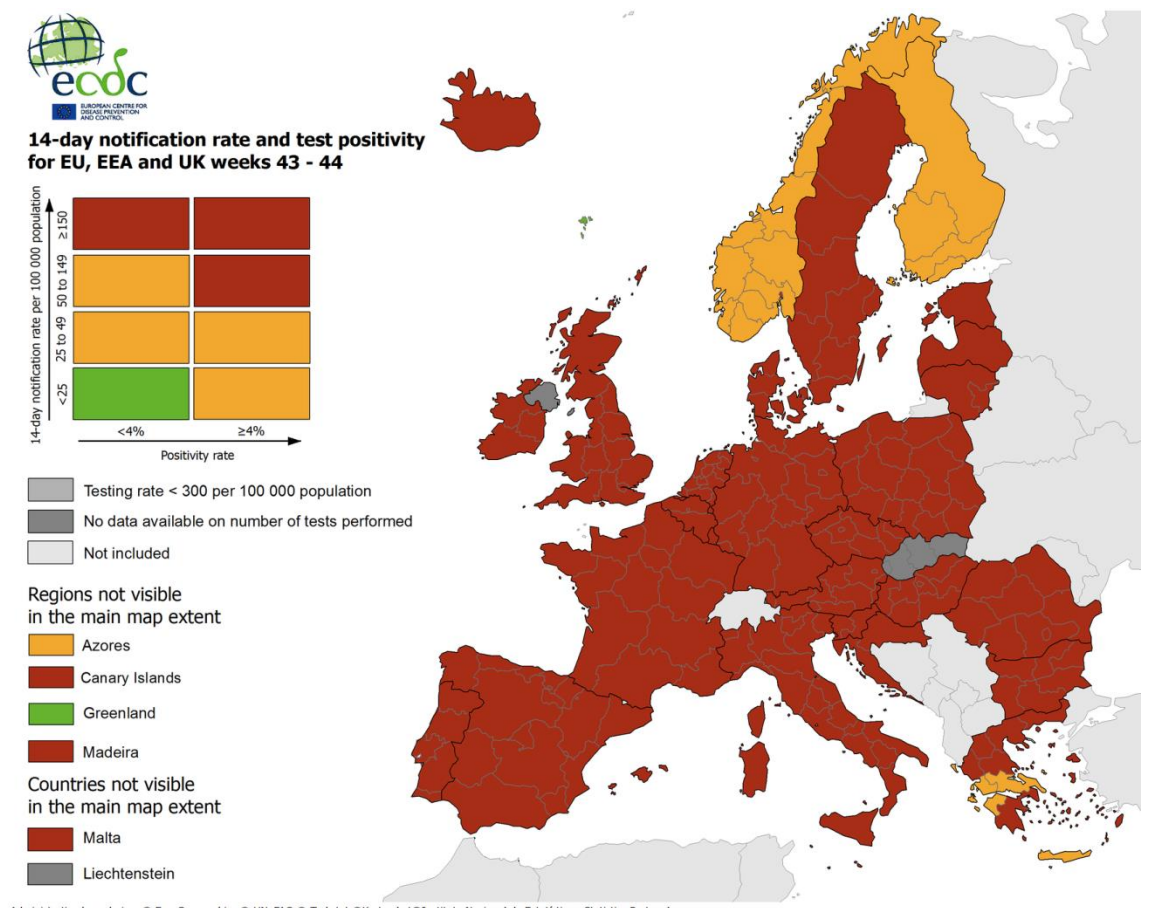 ecdc
EUROPEAN CENTRE FOR
DISEASE PREVENTION
AND CONTROL
14-day notification rate and test positivity
for EU, EEA and UK weeks 43 - 44
14-day notification rate per 100 000 population
≥150
50 to 149
25 to 49
<25
<4%
≥4%
Positivity rate
Testing rate < 300 per 100 000 population
No data available on number of tests performed
Not included
Regions not visible
in the main map extent
Azores
Canary Islands
Greenland
Madeira
Countries not visible
in the main map extent
Malta
Liechtenstein